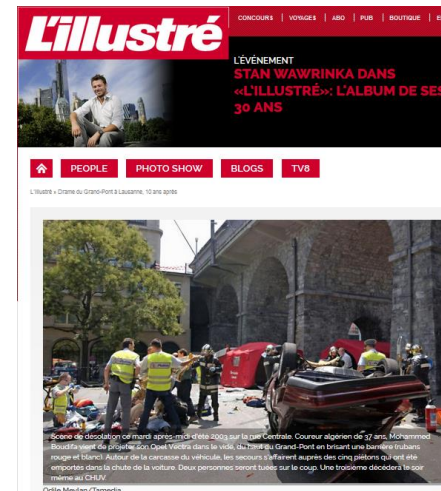 L'illustré
CONCOURS | VOYAGES | ABO | PUB | BOUTIQUE |
L'ÉVÉNEMENT
STAN WAWRINKA DANS
«L'ILLUSTRÉ»: L'ALBUM DE SES
30 ANS
PEOPLE PHOTO SHOW BLOGS TV8
L'illustré » Drame du Grand-Pont à Lausanne, 10 ans après
Scène de désolation ce mardi après-midi d'été 2003 sur la rue Centrale. Coureur algérien de 37 ans, Mohammed
Boudifa vient de projeter son Opel Vectra dans le vide, du haut du Grand-Pont en brisant une barrière (rubans
rouge et blanc). Autour de la carcasse du véhicule, les secours s'affairent auprès des cinq piétons qui ont été
emportés dans la chute de la voiture. Deux personnes seront tuées sur le coup. Une troisième décédera le soir
même au CHUV.
Odile Meylan/Tamedia